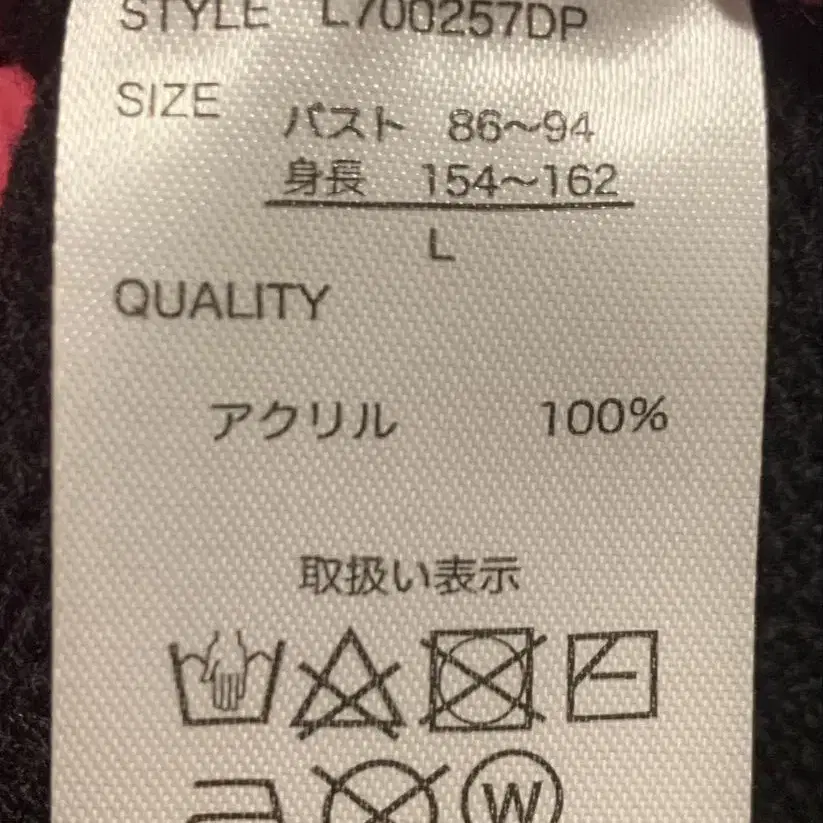 STYLE L700257DP
SIZE
バスト 86～94
身長 154～162
L
QUALITY
アクリル 100%
取扱い表示
W